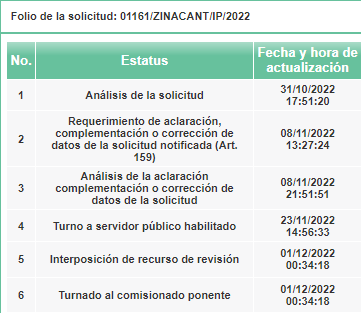 Folio de la solicitud: 01161/ZINACANT/IP/2022
No. Estatus Fecha y hora de actualización
1 Análisis de la solicitud 31/10/2022 17:51:20
2 Requerimiento de aclaración, complementación o corrección de datos de la solicitud notificada (Art. 159) 08/11/2022 13:27:24
3 Análisis de la aclaración complementación o corrección de datos de la solicitud 08/11/2022 21:51:51
4 Turno a servidor público habilitado 23/11/2022 14:56:33
5 Interposición de recurso de revisión 01/12/2022 00:34:18
6 Turnado al comisionado ponente 01/12/2022 00:34:18